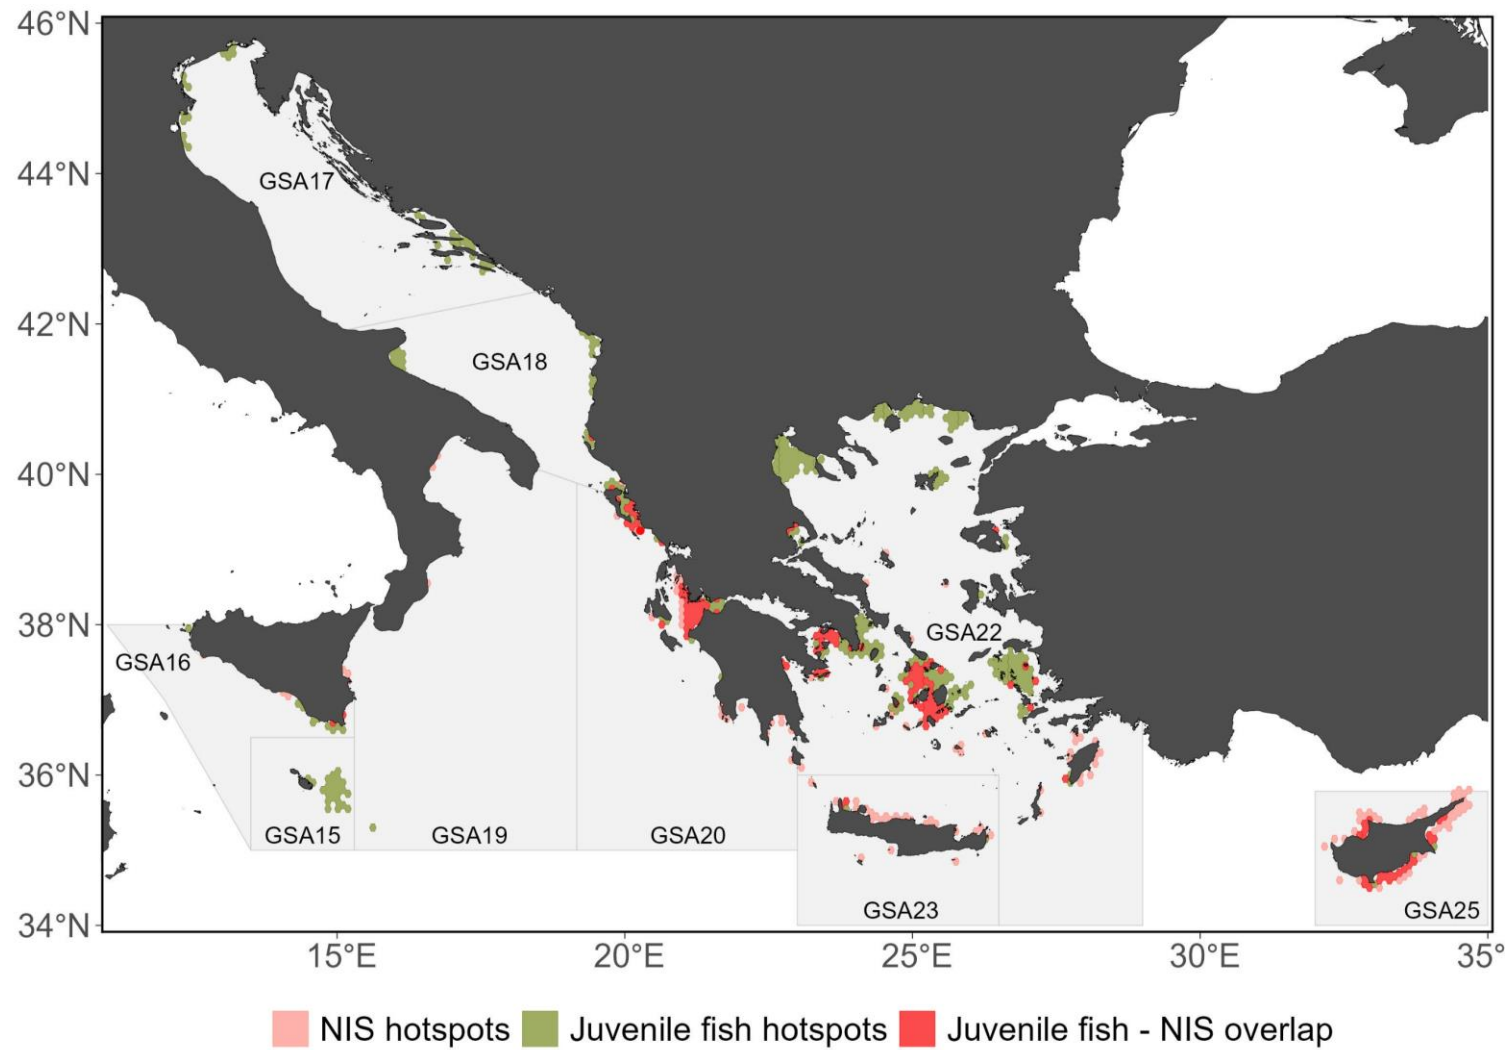 46°N
44°N
42°N
40°N
38°N
36°N
34°N
GSA17
GSA18
GSA22
GSA16
GSA15
GSA19
GSA20
GSA23
GSA25
15°E
20°E
25°E
30°E
35°
NIS hotspots
Juvenile fish hotspots
Juvenile fish - NIS overlap